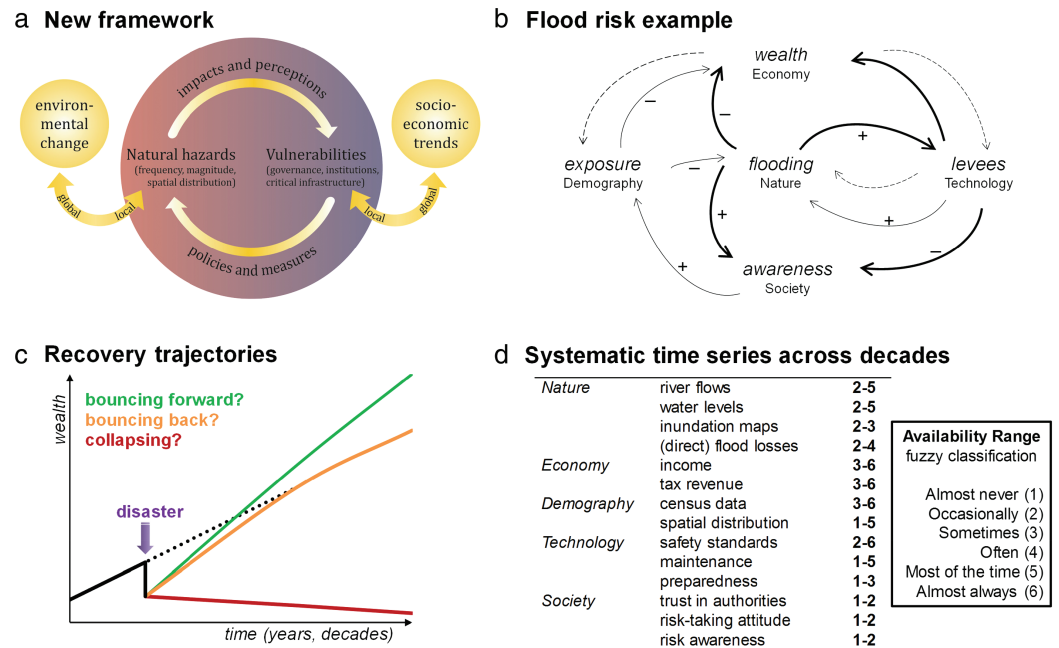 a New framework
impacts and perceptions
environ-
mental
change
socio-
economic
trends
Natural hazards
(frequency, magnitude,
spatial distribution)
Vulnerabilities
(governance, institutions,
critical infrastructure)
global
local
local
global
policies and measures
b Flood risk example
wealth
Economy
−
−
+
exposure
Demography
−
flooding
Nature
levees
Technology
+
+
−
+
awareness
Society
c Recovery trajectories
wealth
bouncing forward?
bouncing back?
collapsing?
disaster
time (years, decades)
d Systematic time series across decades
Nature river flows 2-5
water levels 2-5
inundation maps 2-3
(direct) flood losses 2-4
Economy income 3-6
tax revenue 3-6
Demography census data 3-6
spatial distribution 1-5
Technology safety standards 2-6
maintenance 1-5
preparedness 1-3
Society trust in authorities 1-2
risk-taking attitude 1-2
risk awareness 1-2
Availability Range
fuzzy classification
Almost never (1)
Occasionally (2)
Sometimes (3)
Often (4)
Most of the time (5)
Almost always (6)